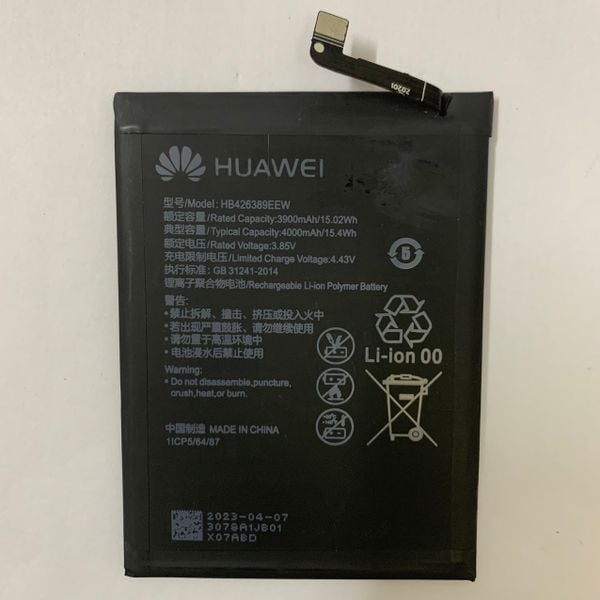 20201
HUAWEI
型号/Model: HB426389EEW
额定容量/Rated Capacity:3900mAh/15.02Wh
典型容量/Typical Capacity:4000mAh/15.4Wh
额定电压/Rated Voltage:3.85V
充电限制电压/Limited Charge Voltage:4.43V
执行标准: GB 31241-2014
锂离子聚合物电池/Rechargeable Li-ion Polymer Battery
警告:
•禁止拆解、撞击、挤压或投入火中
•若出现严重鼓胀、请勿继续使用
•请勿置于高温环境中
•电池浸水后禁止使用
Warning:
• Do not disassemble,puncture,
crush,heat,or burn.
Li-ion 00
中国制造 MADE IN CHINA
1ICP5/64/87
2023-04-07
3079A1JB01
X07ABD